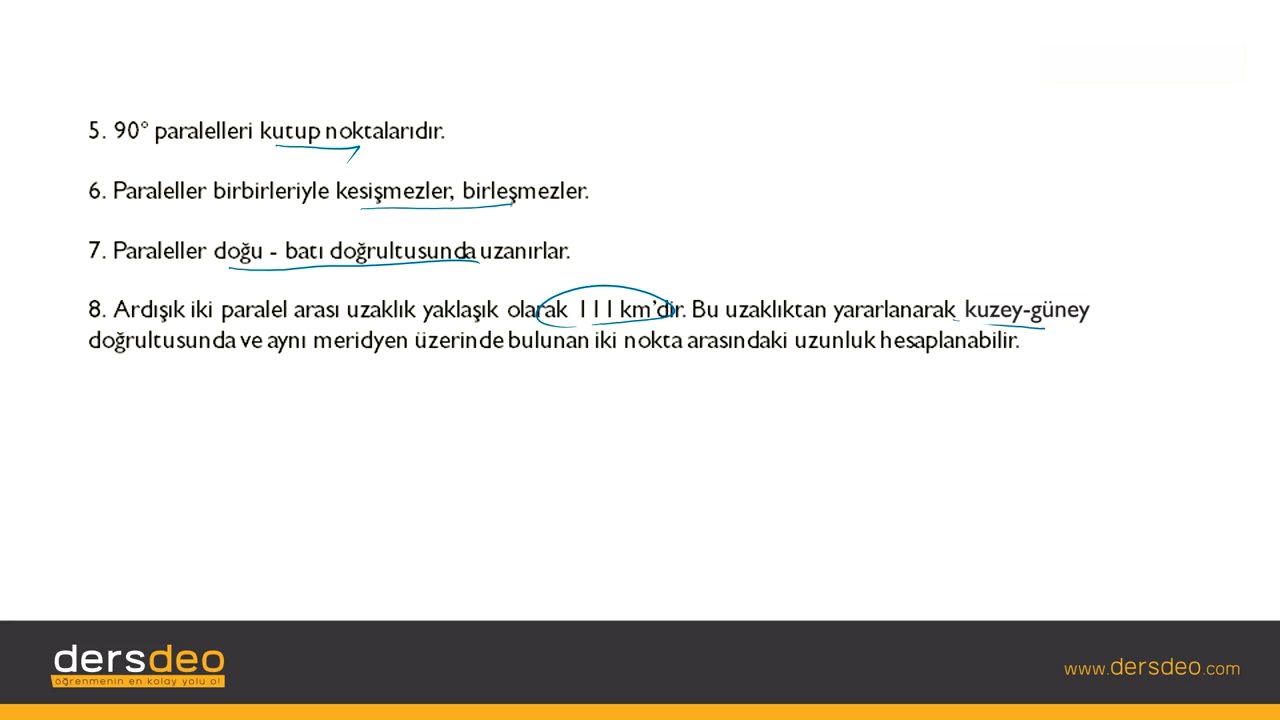 5. 90° paralelleri kutup noktalarıdır.
6. Paraleller birbirleriyle kesişmezler, birleşmezler.
7. Paraleller doğu - batı doğrultusunda uzanırlar.
8. Ardışık iki paralel arası uzaklık yaklaşık olarak 111 km'dir. Bu uzaklıktan yararlanarak kuzey-güney
doğrultusunda ve aynı meridyen üzerinde bulunan iki nokta arasındaki uzunluk hesaplanabilir.
dersdeo
öğrenmenin en kolay yolu o!
www.dersdeo.com